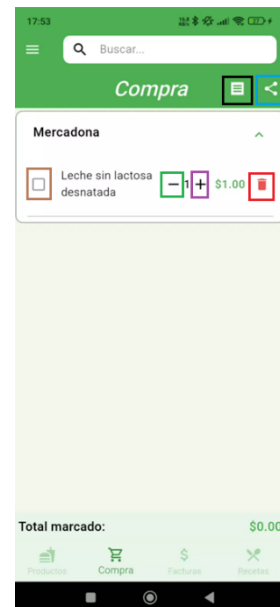 17:53
Buscar...
Compra
Mercadona
Leche sin lactosa
desnatada
1
$1.00
Total marcado:
$0.00
Productos
Compra
Facturas
Recetas